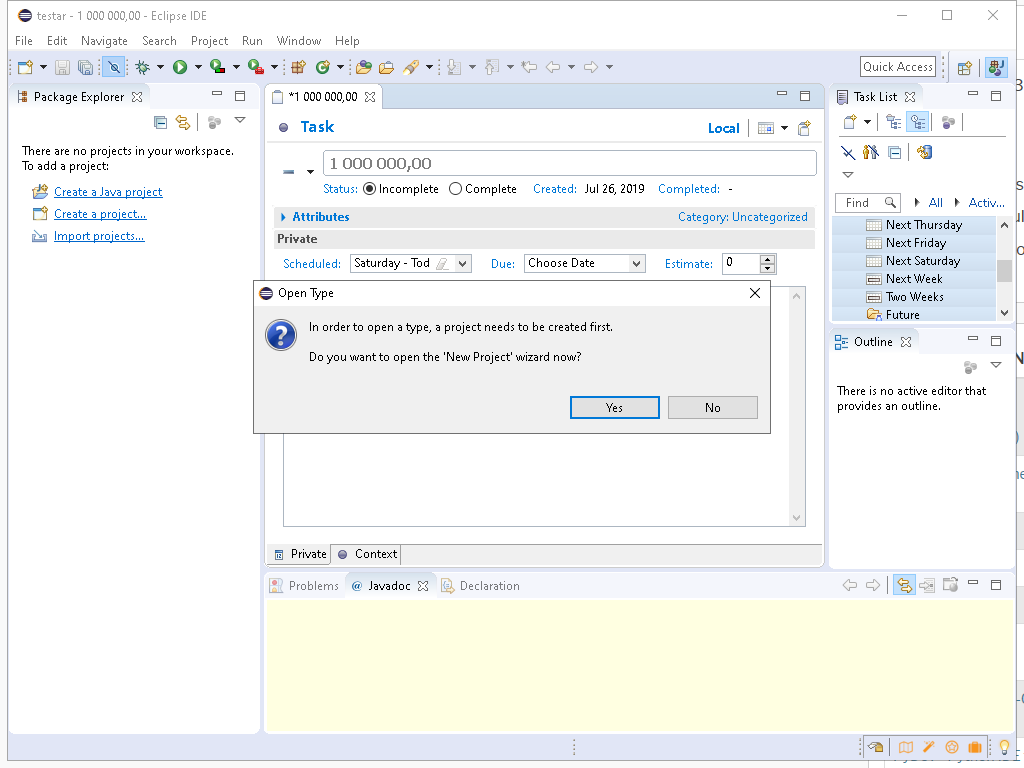 testar - 1 000 000,00 - Eclipse IDE
File Edit Navigate Search Project Run Window Help
Quick Access
Package Explorer
There are no projects in your workspace.
To add a project:
Create a Java project
Create a project...
Import projects...
*1 000 000,00
Task
Local
1 000 000,00
Status: Incomplete Complete Created: Jul 26, 2019 Completed: -
Attributes Category: Uncategorized
Private
Scheduled: Saturday - Tod Due: Choose Date Estimate: 0
Open Type
In order to open a type, a project needs to be created first.
Do you want to open the 'New Project' wizard now?
Yes No
Private Context
Task List
Find All Activ...
Next Thursday
Next Friday
Next Saturday
Next Week
Two Weeks
Future
Outline
There is no active editor that
provides an outline.
Problems @ Javadoc Declaration